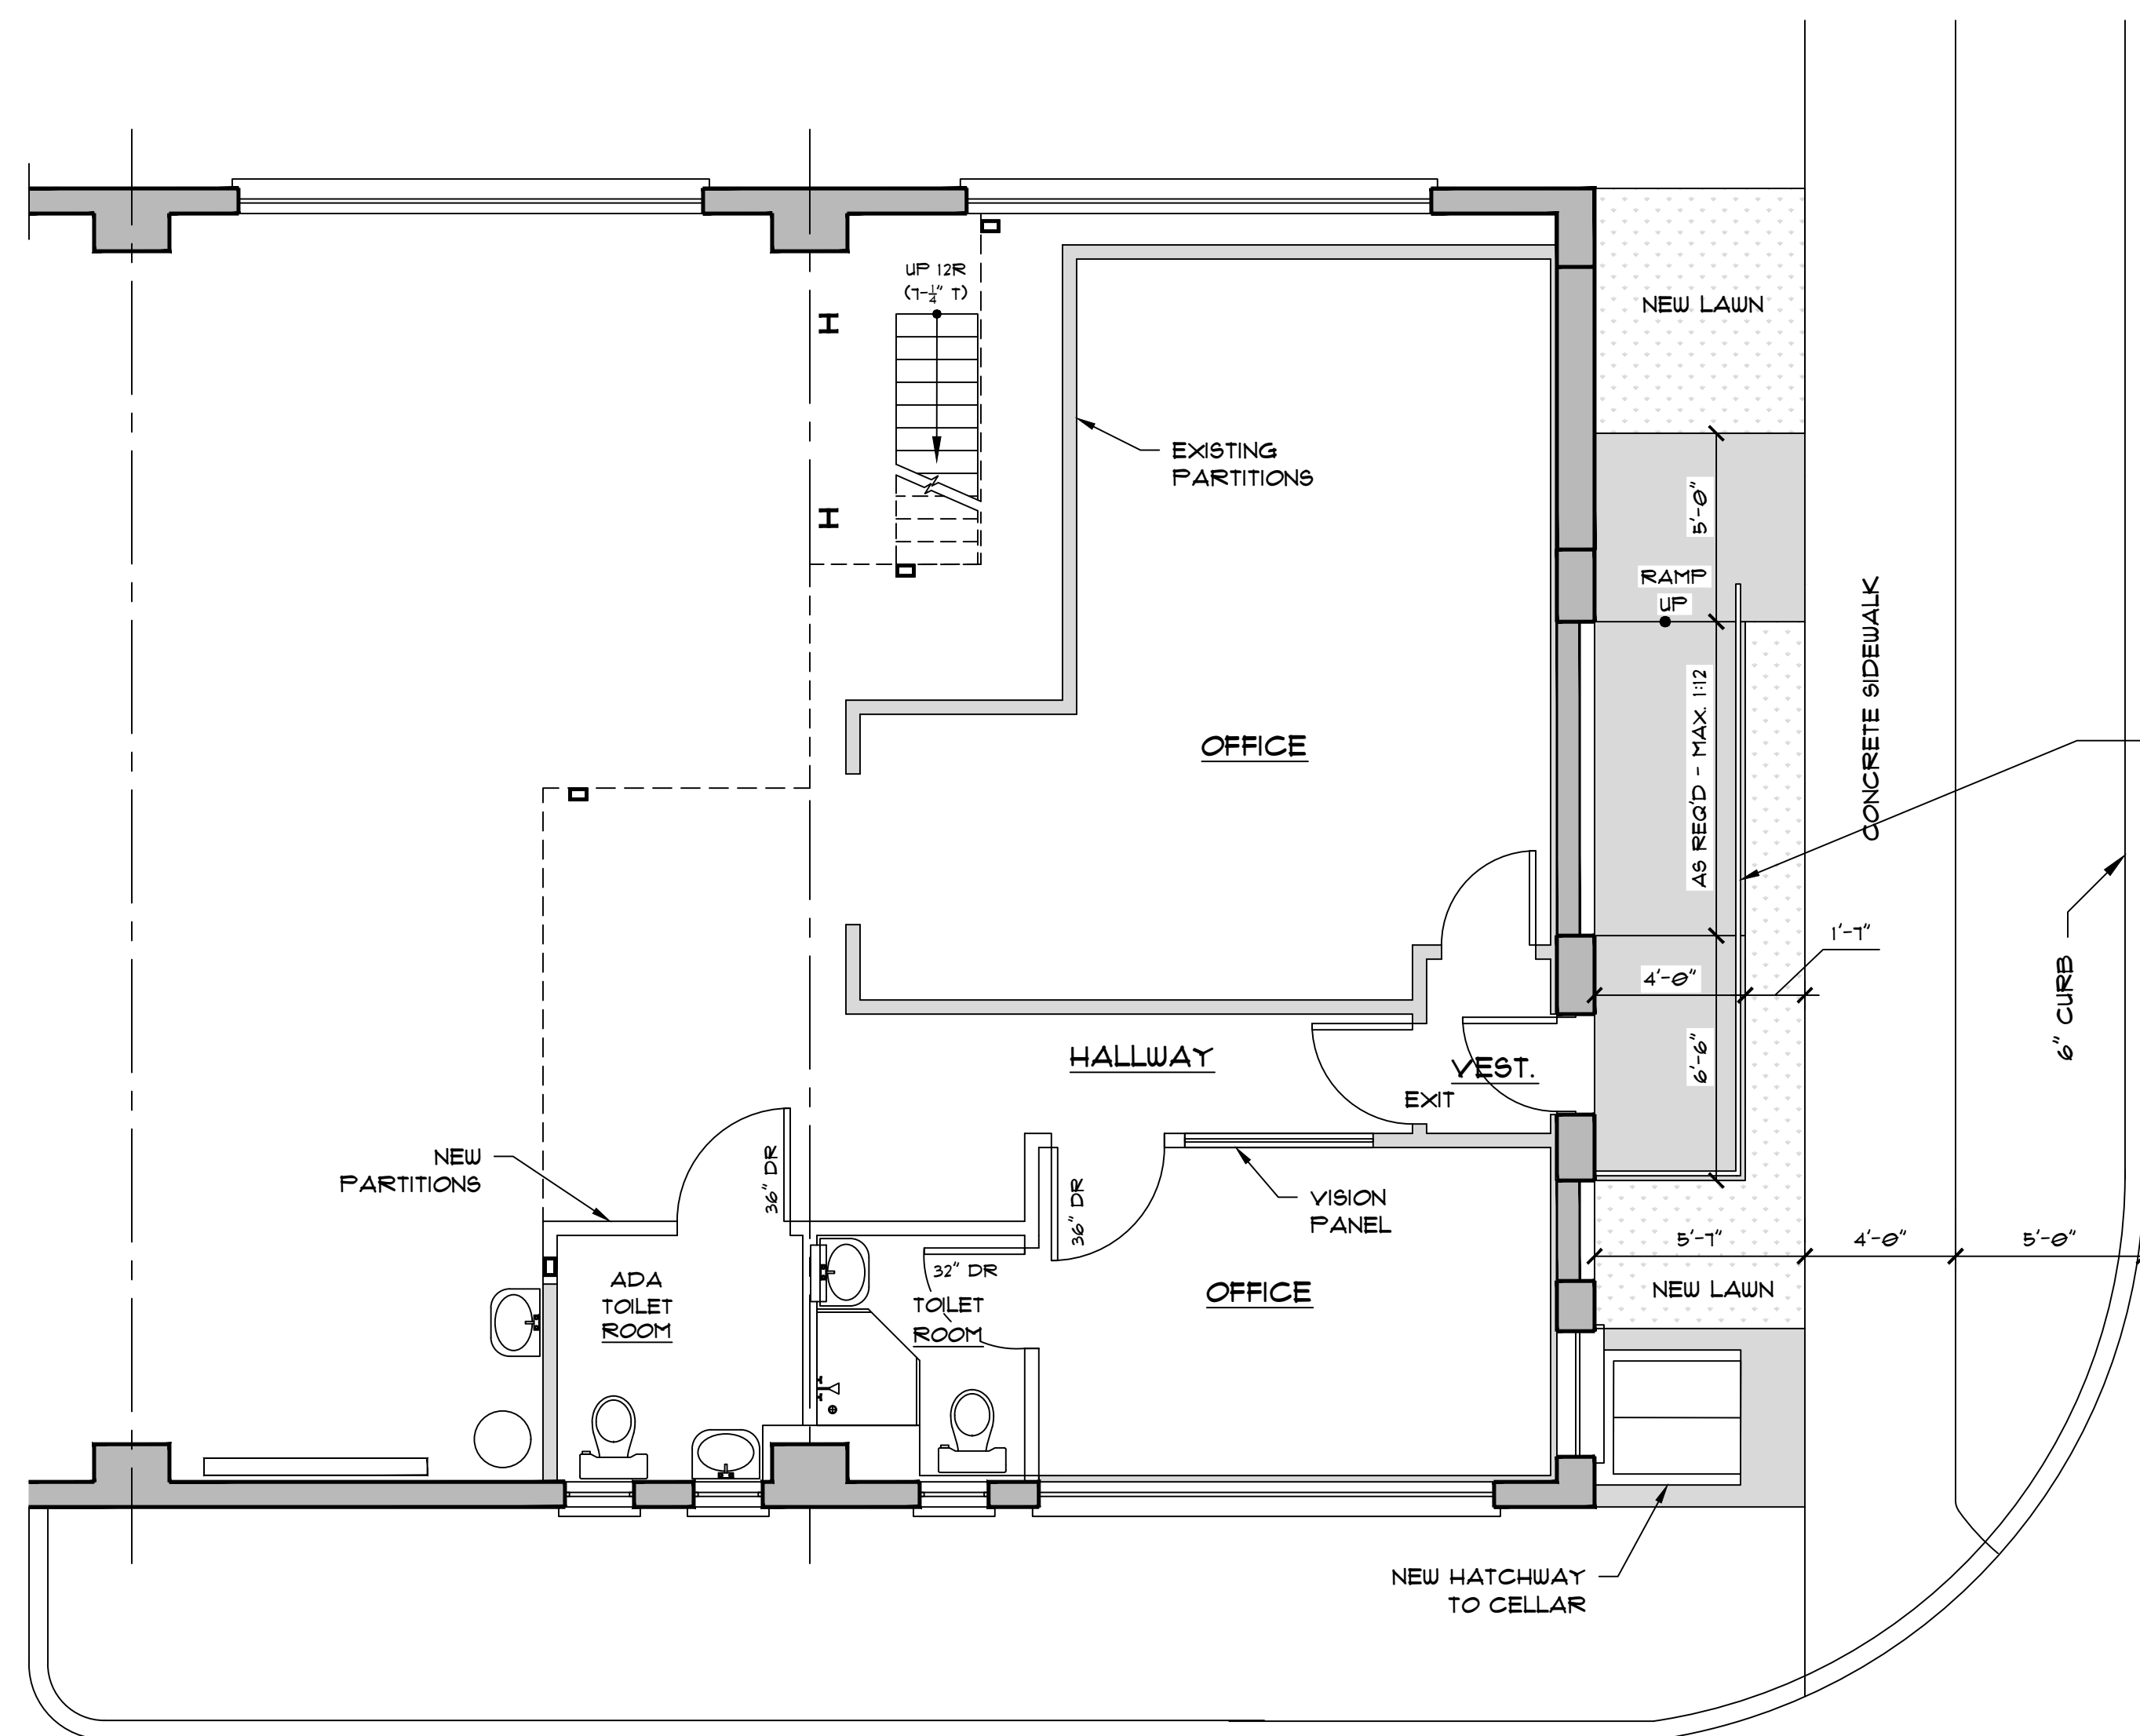 UP 12R
(7-1/4" T)
NEW LAWN
EXISTING
PARTITIONS
5'-0"
RAMP
UP
AS REQ'D - MAX. 1:12
CONCRETE SIDEWALK
OFFICE
1'-7"
4'-0"
6" CURB
6'-6"
HALLWAY
VEST.
EXIT
NEW
PARTITIONS
36" DR
36" DR
VISION
PANEL
5'-7"
4'-0"
5'-0"
32" DR
ADA
TOILET
ROOM
TOILET
ROOM
OFFICE
NEW LAWN
NEW HATCHWAY
TO CELLAR